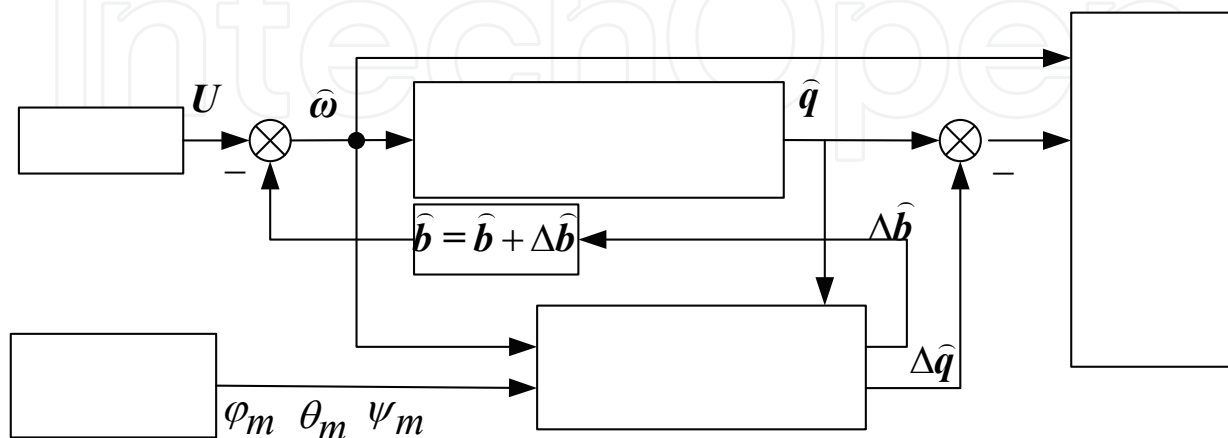 IntechOpen
U
ω̂
q̂
−
−
b̂ = b̂ + Δb̂
Δb̂
Δq̂
φm θm ψm